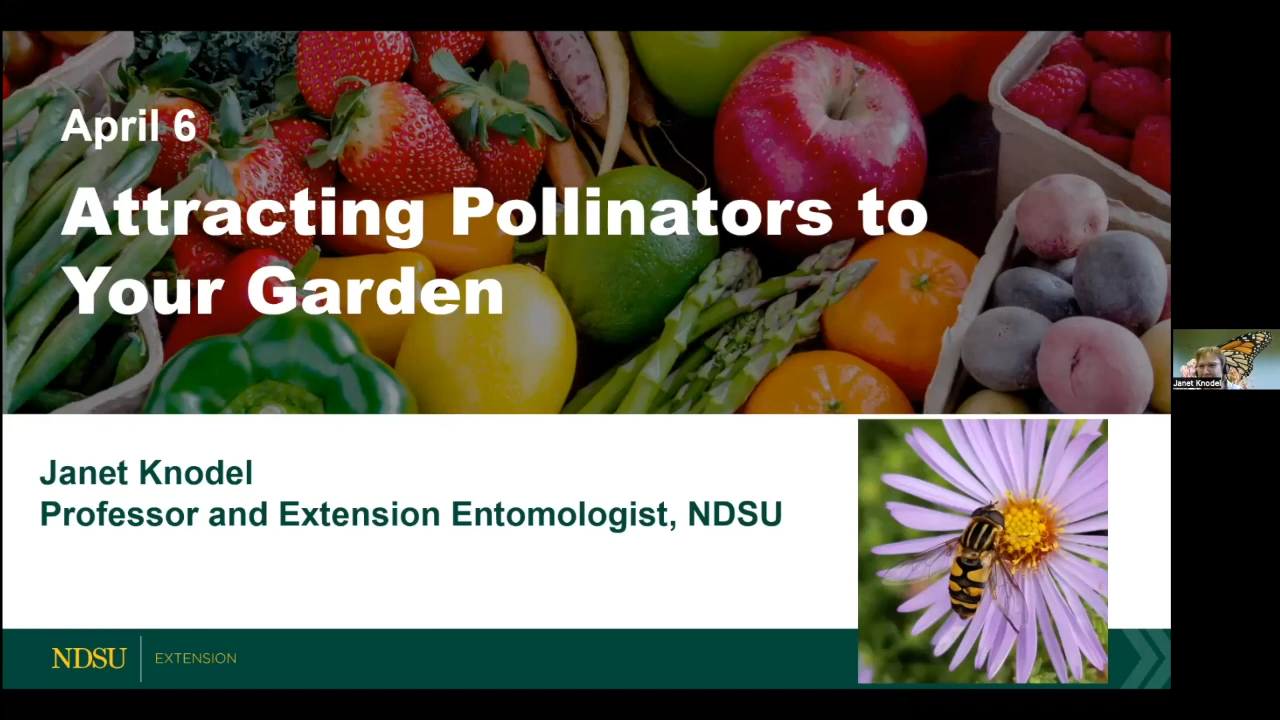 April 6
Attracting Pollinators to
Your Garden
Janet Knodel
Professor and Extension Entomologist, NDSU
NDSU EXTENSION
Janet Knodel